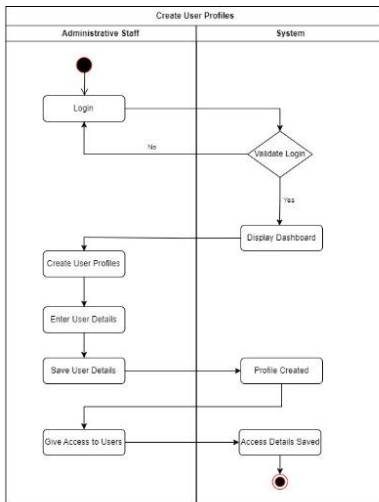 Create User Profiles
Administrative Staff
System
Login
No
Validate Login
Yes
Display Dashboard
Create User Profiles
Enter User Details
Save User Details
Profile Created
Give Access to Users
Access Details Saved